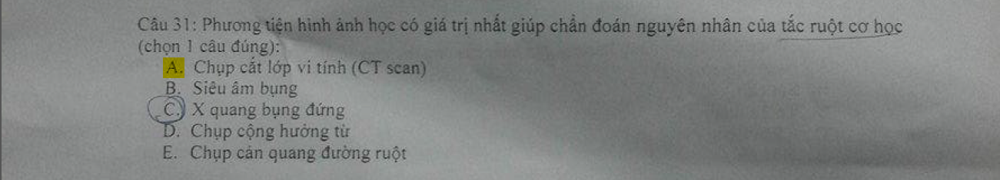 Câu 31: Phương tiện hình ảnh học có giá trị nhất giúp chẩn đoán nguyên nhân của tắc ruột cơ học
(chọn 1 câu đúng):
A. Chụp cắt lớp vi tính (CT scan)
B. Siêu âm bụng
C. X quang bụng đứng
D. Chụp cộng hưởng từ
E. Chụp cản quang đường ruột